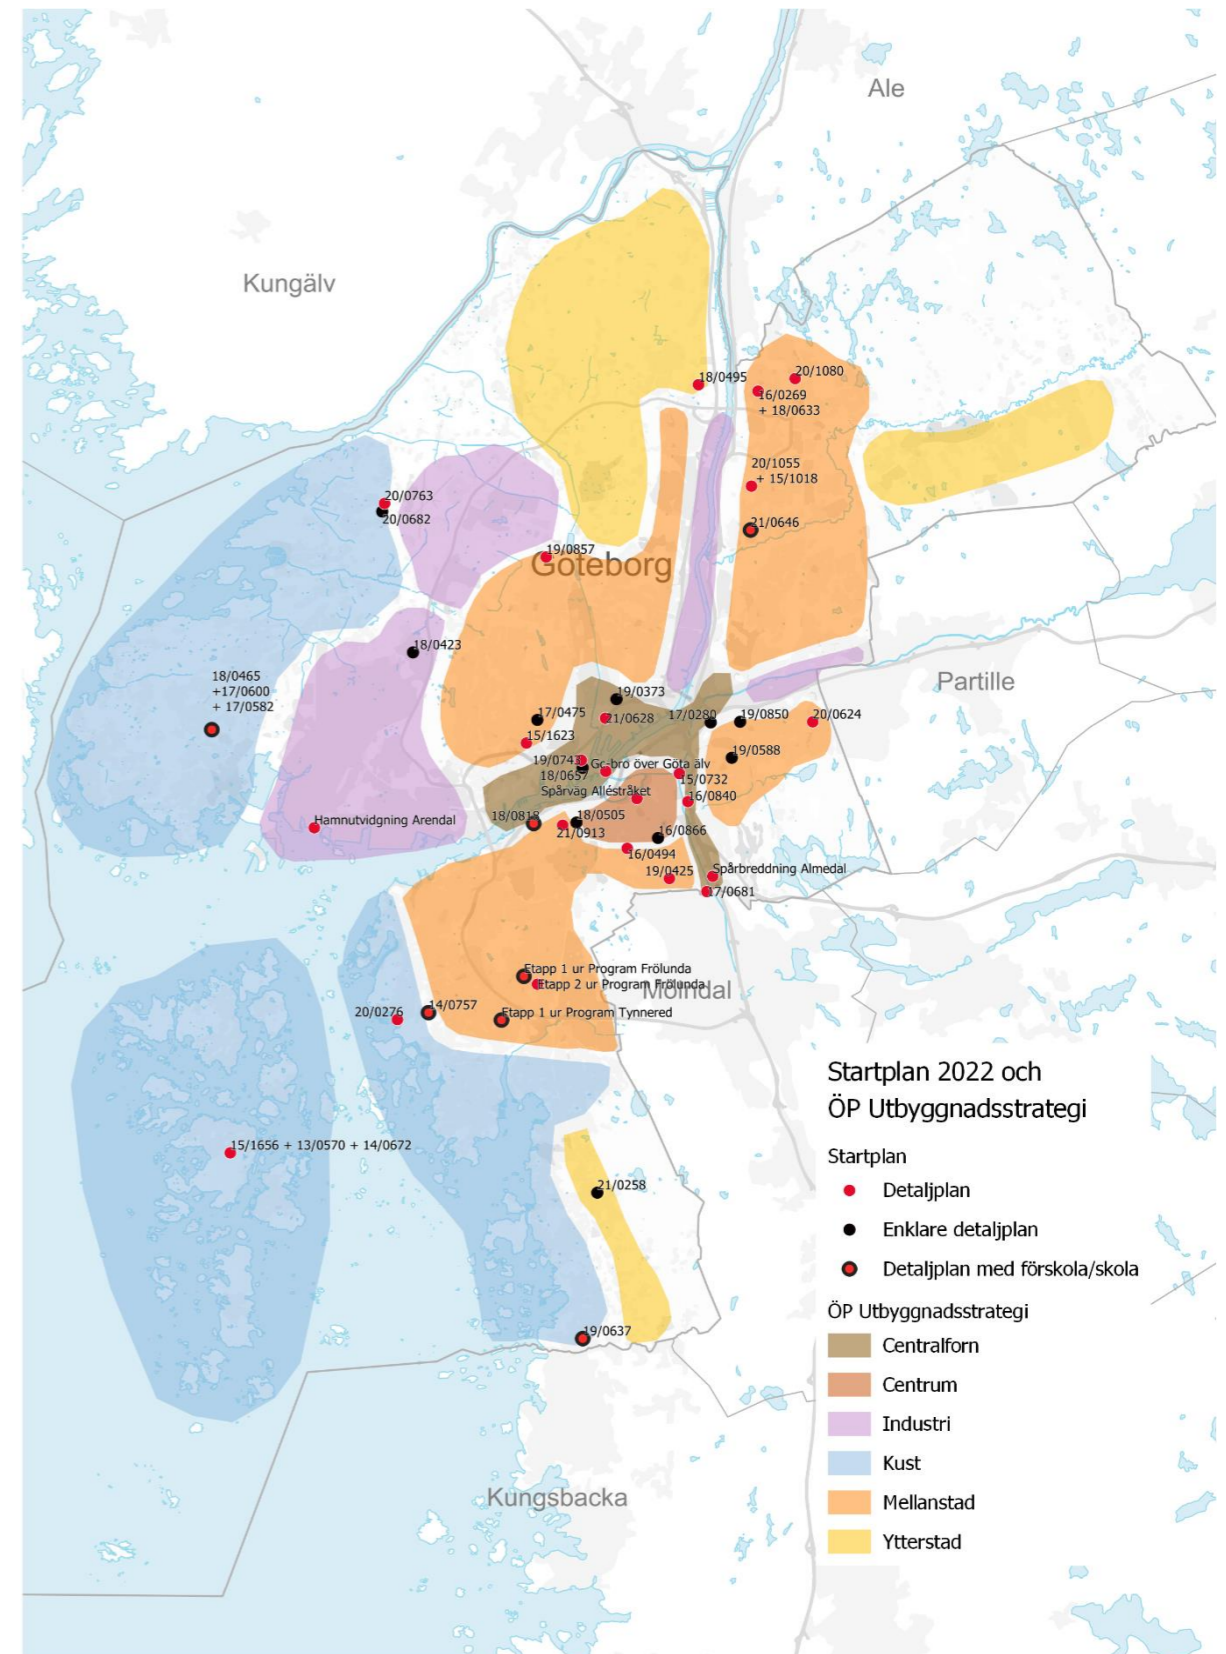 Ale
Kungälv
18/0495
20/1080
16/0269
+ 18/0633
20/1055
+ 15/1018
20/0763
20/0682
21/0646
19/0857
Göteborg
18/0423
18/0465
+17/0600
+ 17/0582
Partille
19/0373
17/0475
21/0628
17/0280
19/0850
20/0624
15/1623
19/0743
Gc-bro över Göta älv
19/0588
18/0657
15/0732
Spårväg Alléstråket
16/0840
Hamnutvidgning Arendal
18/0818
18/0505
21/0913
16/0866
16/0494
19/0425
Spårbreddning Almedal
17/0681
Etapp 1 ur Program Frölunda
Etapp 2 ur Program Frölunda
Mölndal
20/0276
14/0757
Etapp 1 ur Program Tynnered
15/1656 + 13/0570 + 14/0672
21/0258
19/0637
Kungsbacka
Startplan 2022 och
ÖP Utbyggnadsstrategi
Startplan
Detaljplan
Enklare detaljplan
Detaljplan med förskola/skola
ÖP Utbyggnadsstrategi
Centralforn
Centrum
Industri
Kust
Mellanstad
Ytterstad